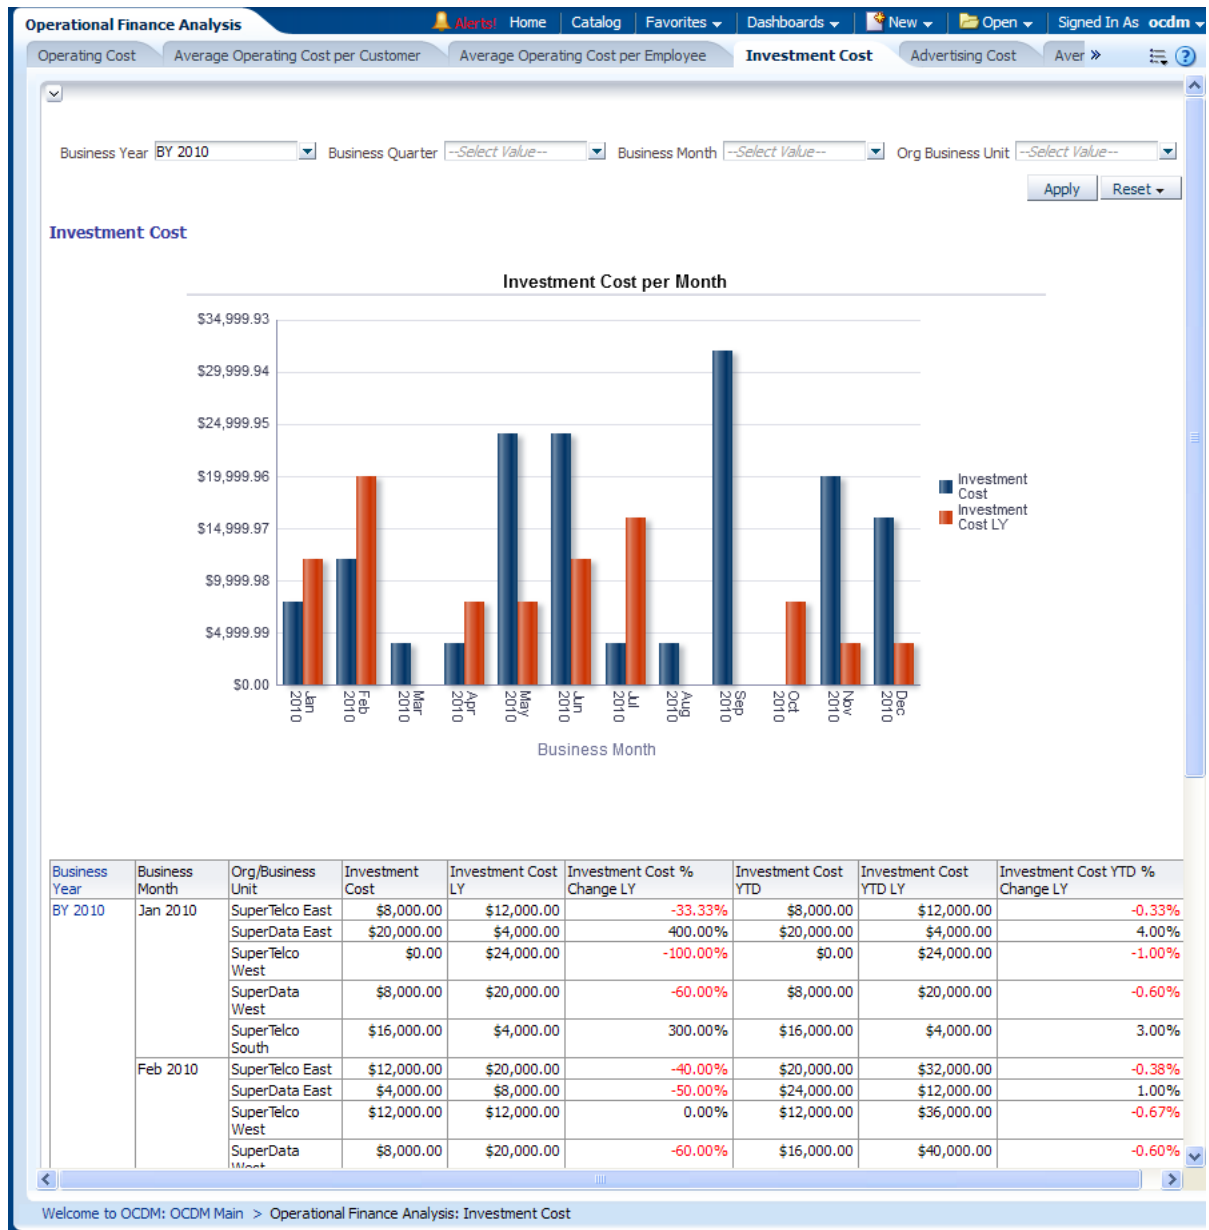 Operational Finance Analysis
Alerts! Home Catalog Favorites Dashboards New Open Signed In As ocdm
Operating Cost Average Operating Cost per Customer Average Operating Cost per Employee Investment Cost Advertising Cost Aver »
Business Year BY 2010 Business Quarter --Select Value-- Business Month --Select Value-- Org Business Unit --Select Value--
Apply Reset
Investment Cost
Investment Cost per Month
$34,999.93
$29,999.94
$24,999.95
$19,999.96
$14,999.97
$9,999.98
$4,999.99
$0.00
Investment
Cost
Investment
Cost LY
Jan 2010
Feb 2010
Mar 2010
Apr 2010
May 2010
Jun 2010
Jul 2010
Aug 2010
Sep 2010
Oct 2010
Nov 2010
Dec 2010
Business Month
Business Year Business Month Org/Business Unit Investment Cost Investment Cost LY Investment Cost % Change LY Investment Cost YTD Investment Cost YTD LY Investment Cost YTD % Change LY
BY 2010 Jan 2010 SuperTelco East $8,000.00 $12,000.00 -33.33% $8,000.00 $12,000.00 -0.33%
SuperData East $20,000.00 $4,000.00 400.00% $20,000.00 $4,000.00 4.00%
SuperTelco West $0.00 $24,000.00 -100.00% $0.00 $24,000.00 -1.00%
SuperData West $8,000.00 $20,000.00 -60.00% $8,000.00 $20,000.00 -0.60%
SuperTelco South $16,000.00 $4,000.00 300.00% $16,000.00 $4,000.00 3.00%
Feb 2010 SuperTelco East $12,000.00 $20,000.00 -40.00% $20,000.00 $32,000.00 -0.38%
SuperData East $4,000.00 $8,000.00 -50.00% $24,000.00 $12,000.00 1.00%
SuperTelco West $12,000.00 $12,000.00 0.00% $12,000.00 $36,000.00 -0.67%
SuperData West $8,000.00 $20,000.00 -60.00% $16,000.00 $40,000.00 -0.60%
Welcome to OCDM: OCDM Main > Operational Finance Analysis: Investment Cost